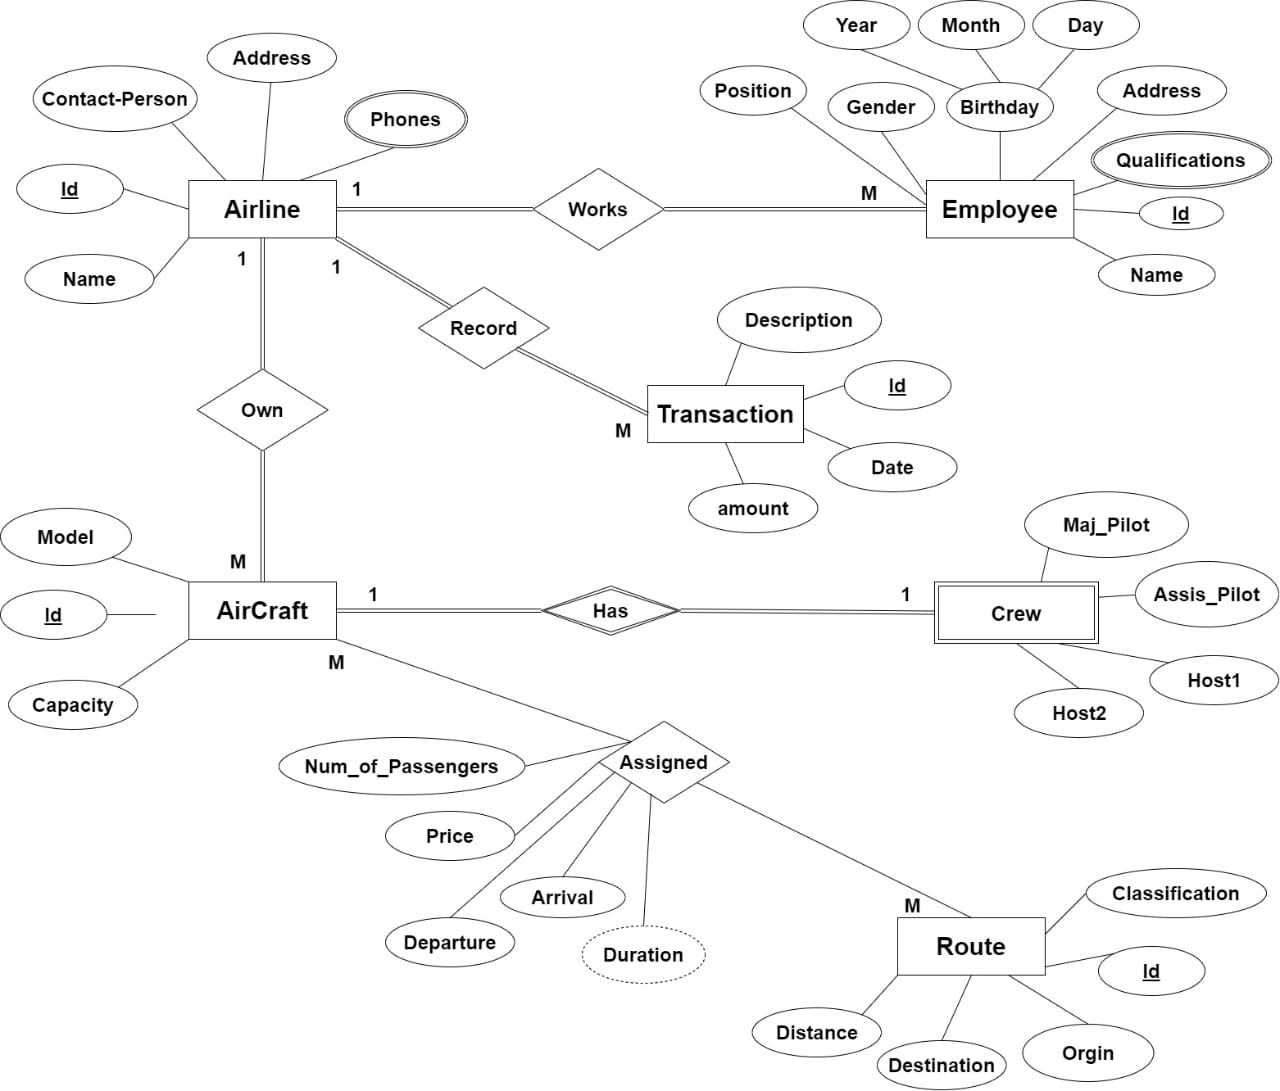 Year
Month
Day
Address
Position
Address
Contact-Person
Gender
Birthday
Phones
Qualifications
Id
1
Works
M
Airline
Employee
Id
Name
Name
1
1
Description
Record
Id
Own
Transaction
M
Date
amount
Model
Maj_Pilot
M
Id
AirCraft
1
Has
1
Crew
Assis_Pilot
M
Capacity
Host1
Host2
Num_of_Passengers
Assigned
Price
Arrival
Departure
Duration
M
Classification
Route
Id
Distance
Destination
Orgin